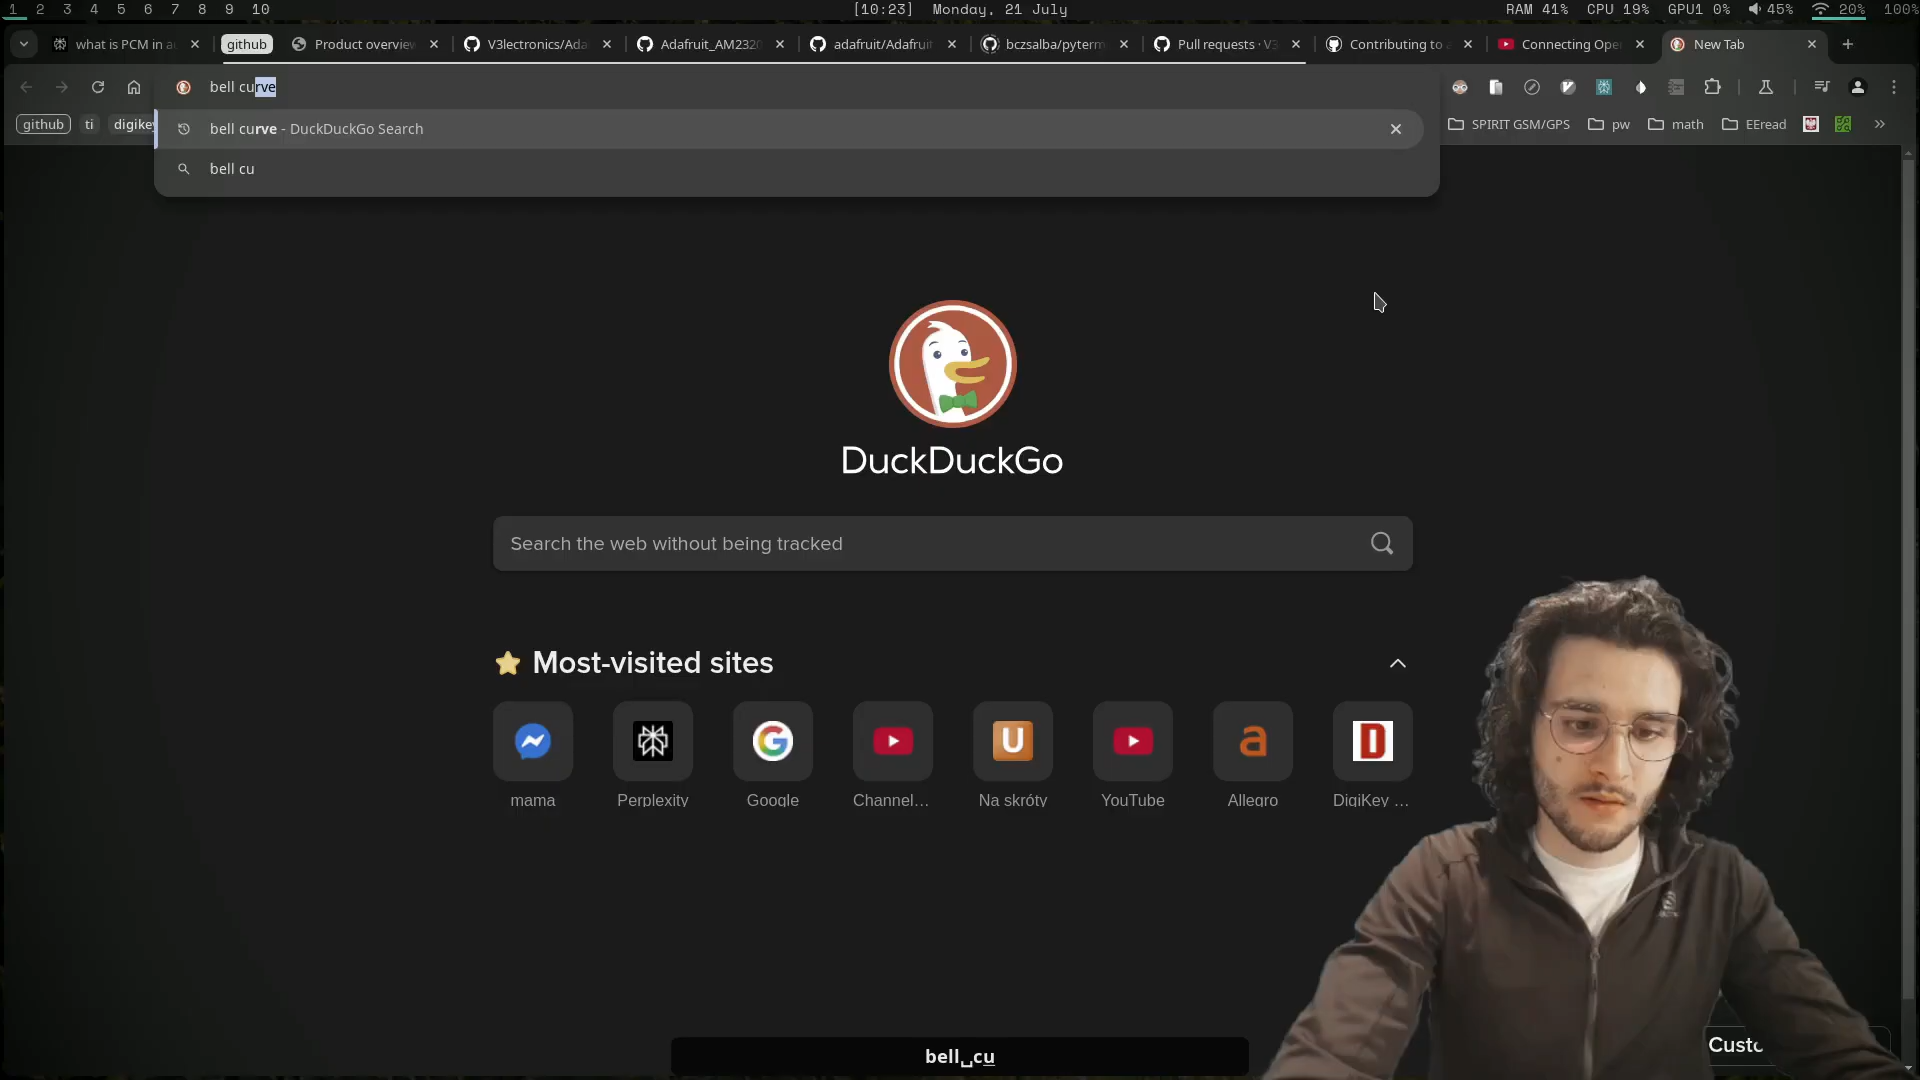 1 2 3 4 5 6 7 8 9 10
[10:23] Monday, 21 July
RAM 41% CPU 19% GPU1 0% 45% 20% 100%
what is PCM in au
github
Product overview
V3lectronics/Ada
Adafruit_AM2320
adafruit/Adafruit
bczsalba/pyterm
Pull requests · V3
Contributing to
Connecting Ope
New Tab
bell curve
github ti digikey
SPIRIT GSM/GPS pw math EEread
bell curve - DuckDuckGo Search
bell cu
DuckDuckGo
Search the web without being tracked
Most-visited sites
U
a
mama Perplexity Google Channel... Na skróty YouTube Allegro DigiKey ...
Custo
bell␣cu